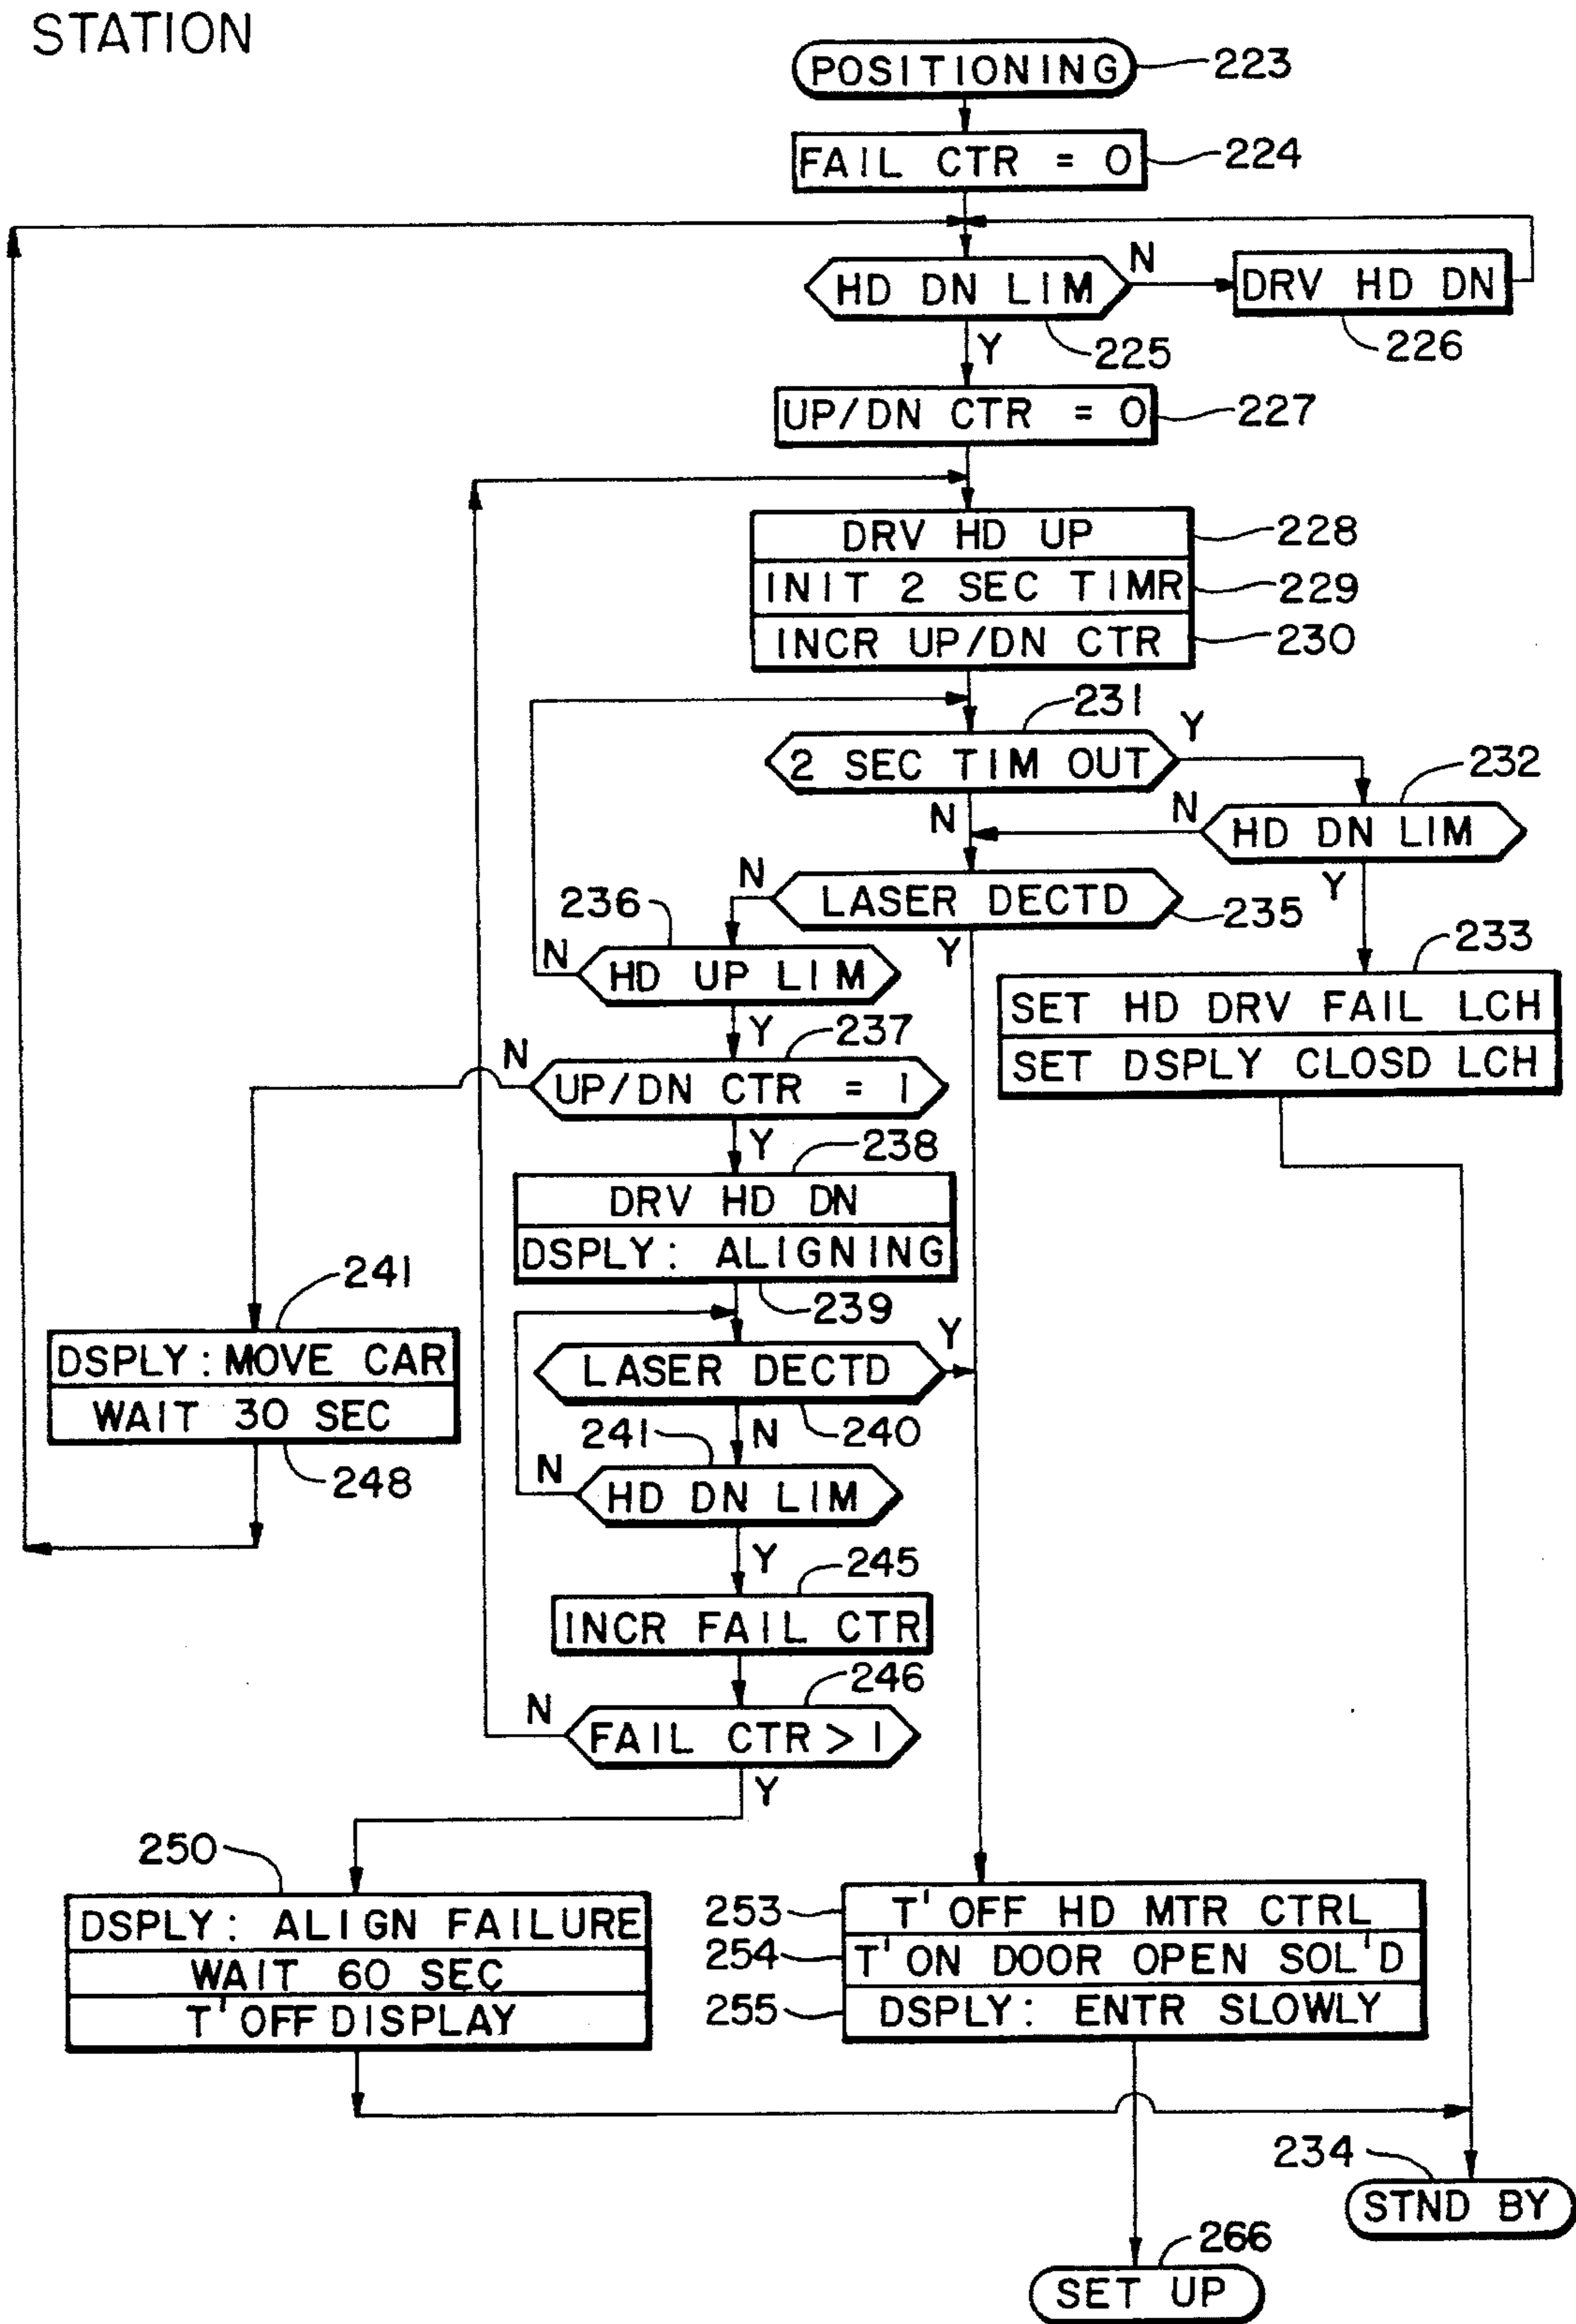 STATION
POSITIONING
223
FAIL CTR = 0
224
HD DN LIM
N
DRV HD DN
Y
225
226
UP/DN CTR = 0
227
DRV HD UP
228
INIT 2 SEC TIMR
229
INCR UP/DN CTR
230
231
2 SEC TIM OUT
Y
232
N
N
HD DN LIM
Y
N
LASER DECTD
235
236
Y
233
N
HD UP LIM
SET HD DRV FAIL LCH
Y
237
N
SET DSPLY CLOSD LCH
UP/DN CTR = 1
Y
238
DRV HD DN
DSPLY: ALIGNING
239
241
Y
DSPLY: MOVE CAR
LASER DECTD
WAIT 30 SEC
241
N
240
248
N
HD DN LIM
Y
245
INCR FAIL CTR
246
N
FAIL CTR > 1
Y
250
DSPLY: ALIGN FAILURE
WAIT 60 SEC
T'OFF DISPLAY
253
T'OFF HD MTR CTRL
254
T'ON DOOR OPEN SOL'D
255
DSPLY: ENTR SLOWLY
234
STND BY
266
SET UP